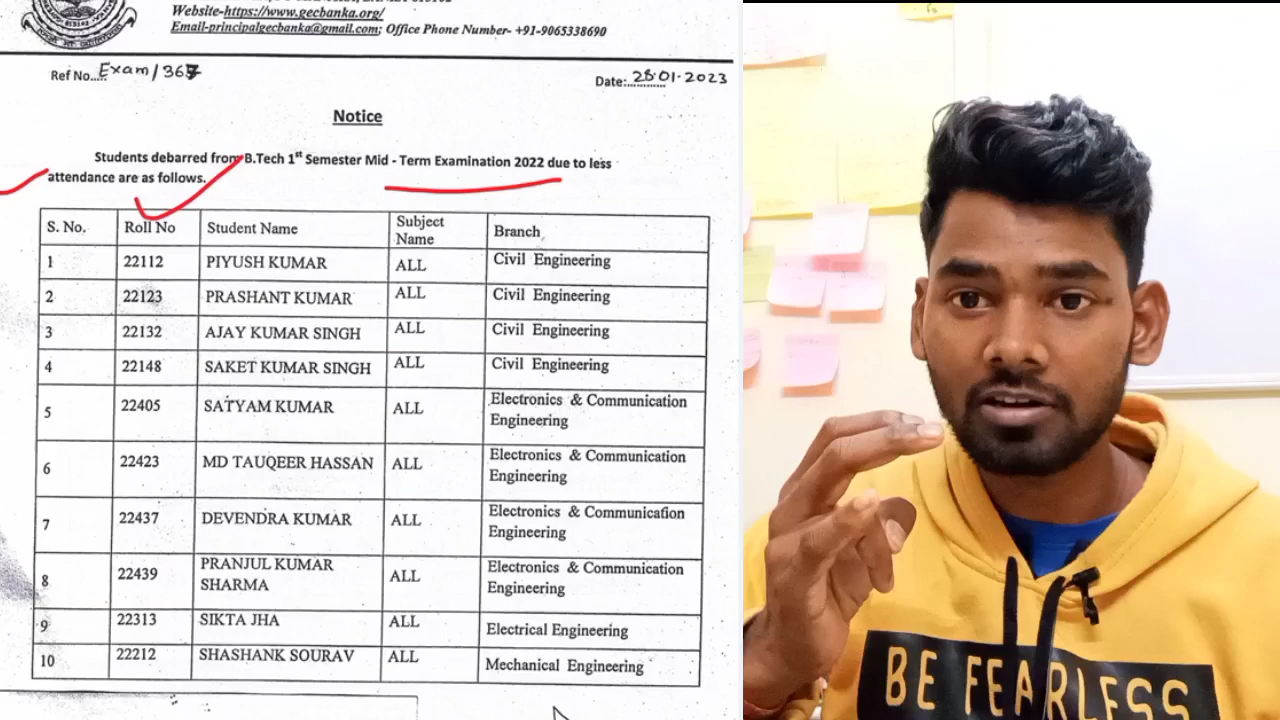 Website-https://www.gecbanka.org/
Email-principalgecbanka@gmail.com; Office Phone Number- +91-9065338690
Ref No..... Exam/367 Date:............ 28.01.2023
Notice
Students debarred from B.Tech 1st Semester Mid - Term Examination 2022 due to less
attendance are as follows.
S. No. Roll No Student Name Subject Name Branch
1 22112 PIYUSH KUMAR ALL Civil Engineering
2 22123 PRASHANT KUMAR ALL Civil Engineering
3 22132 AJAY KUMAR SINGH ALL Civil Engineering
4 22148 SAKET KUMAR SINGH ALL Civil Engineering
5 22405 SATYAM KUMAR ALL Electronics & Communication Engineering
6 22423 MD TAUQEER HASSAN ALL Electronics & Communication Engineering
7 22437 DEVENDRA KUMAR ALL Electronics & Communication Engineering
8 22439 PRANJUL KUMAR SHARMA ALL Electronics & Communication Engineering
9 22313 SIKTA JHA ALL Electrical Engineering
10 22212 SHASHANK SOURAV ALL Mechanical Engineering
BE FEARLESS